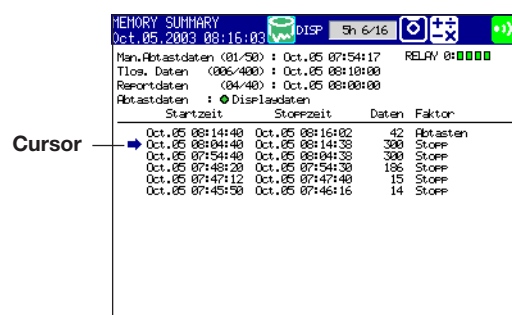 MEMORY SUMMARY
Oct.05.2003 08:16:03 DISP 5h 6/16
Man.Abtastdaten (01/50) : Oct.05 07:54:17 RELAY 0:
Tlog. Daten (006/400) : Oct.05 08:10:00
Reportdaten (04/40) : Oct.05 08:00:00
Abtastdaten : Displaydaten
Startzeit Stoppzeit Daten Faktor
Oct.05 08:14:40 Oct.05 08:16:02 42 Abtasten
Cursor Oct.05 08:04:40 Oct.05 08:14:38 300 Stopp
Oct.05 07:54:40 Oct.05 08:04:38 300 Stopp
Oct.05 07:48:20 Oct.05 07:54:30 186 Stopp
Oct.05 07:47:12 Oct.05 07:47:40 15 Stopp
Oct.05 07:45:50 Oct.05 07:46:16 14 Stopp